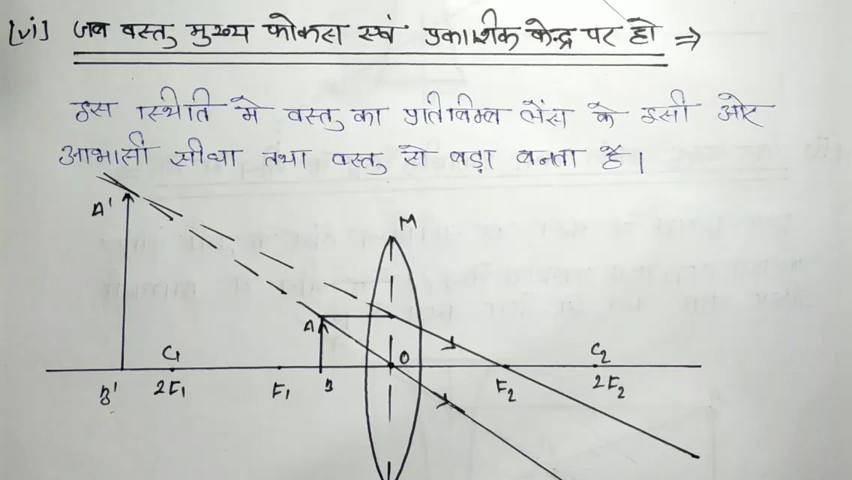 [vi] जब वस्तु मुख्य फोकस एवं प्रकाशिक केन्द्र पर हो ⇒
इस स्थिति मे वस्तु का प्रतिबिम्ब लैंस के इसी ओर
आभासी सीधा तथा वस्तु से बड़ा बनता है।
A'
M
A
O
C1
C2
B'
2F1
F1
B
F2
2F2